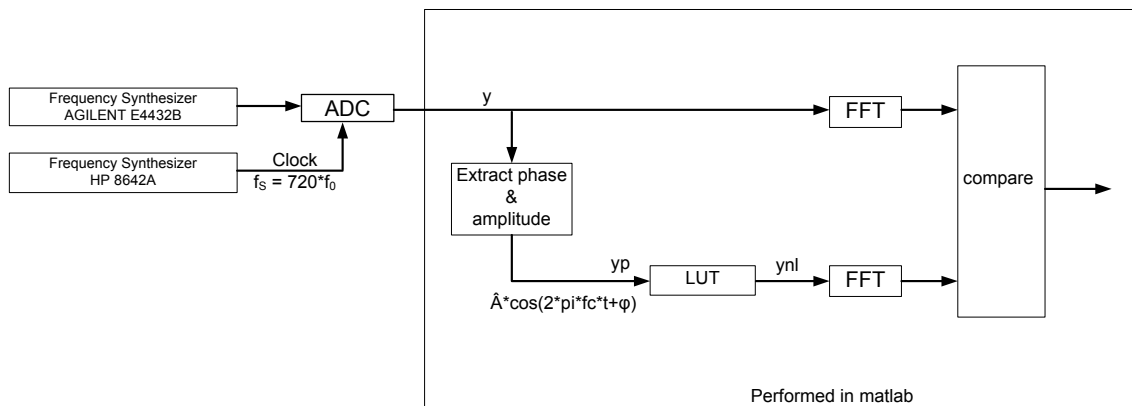 Frequency Synthesizer
AGILENT E4432B
ADC
y
FFT
Frequency Synthesizer
HP 8642A
Clock
fS = 720*f0
Extract phase
&
amplitude
compare
yp
LUT
ynl
FFT
Â*cos(2*pi*fc*t+φ)
Performed in matlab